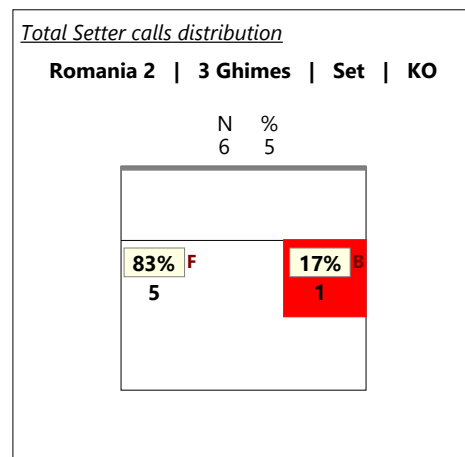 Total Setter calls distribution
Romania 2 | 3 Ghimes | Set | KO
N %
6 5
83% F 17% B
5 1